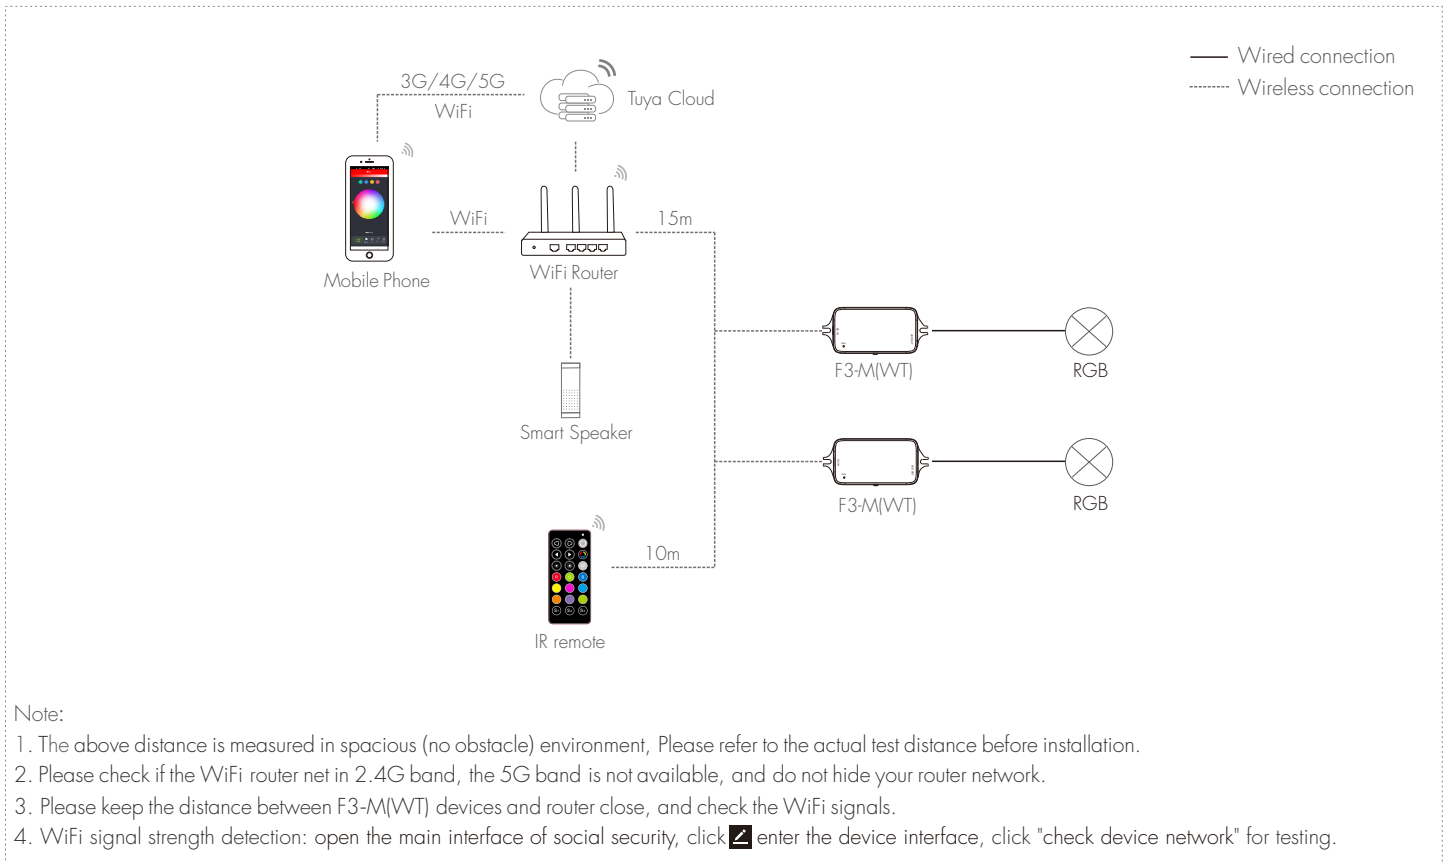 3G/4G/5G
WiFi
Tuya Cloud
Wired connection
Wireless connection
WiFi
15m
Mobile Phone
WiFi Router
F3-M(WT)
RGB
Smart Speaker
F3-M(WT)
RGB
10m
IR remote
Note:
1. The above distance is measured in spacious (no obstacle) environment, Please refer to the actual test distance before installation.
2. Please check if the WiFi router net in 2.4G band, the 5G band is not available, and do not hide your router network.
3. Please keep the distance between F3-M(WT) devices and router close, and check the WiFi signals.
4. WiFi signal strength detection: open the main interface of social security, click enter the device interface, click "check device network" for testing.